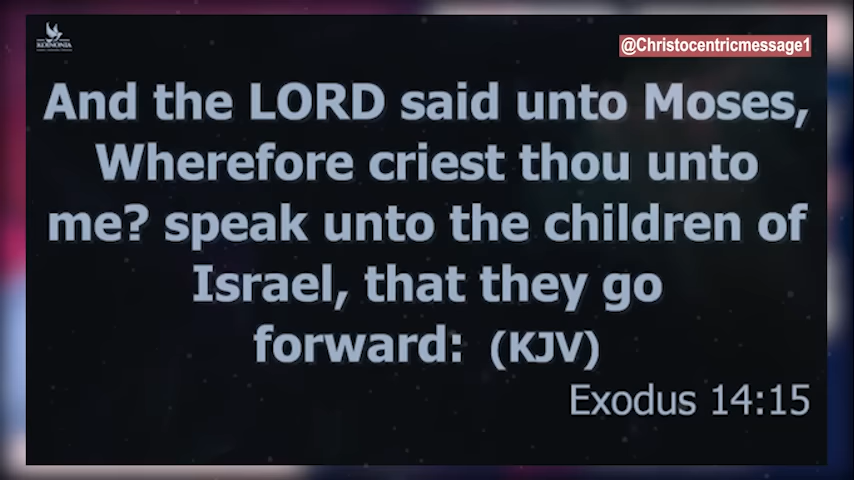 KOINONIA
@Christocentricmessage1
And the LORD said unto Moses,
Wherefore criest thou unto
me? speak unto the children of
Israel, that they go
forward: (KJV)
Exodus 14:15